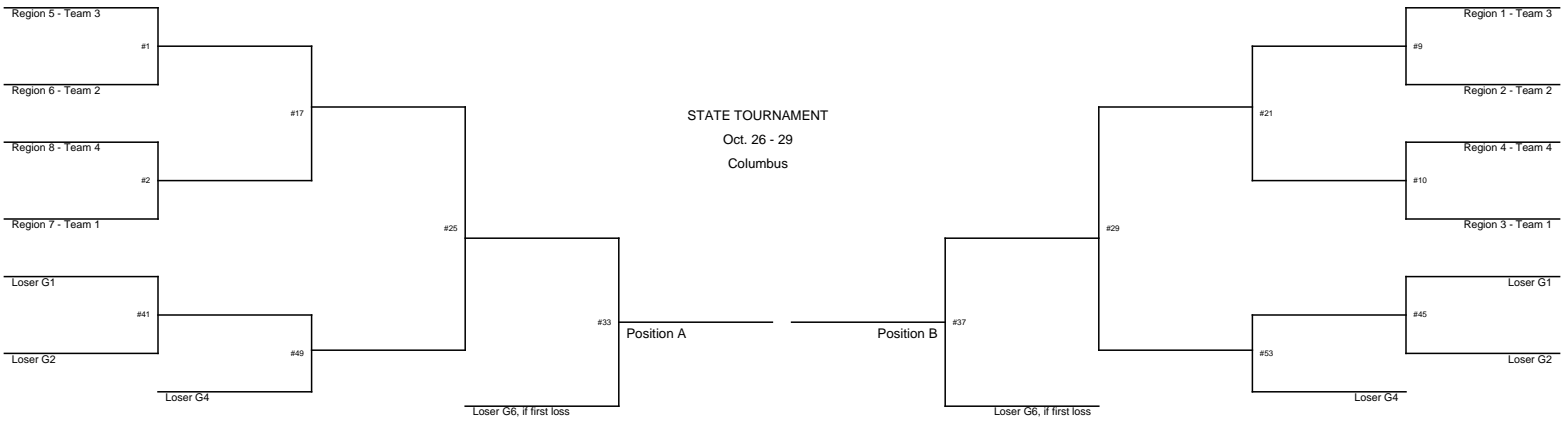 Region 5 - Team 3
Region 1 - Team 3
#1
#9
Region 6 - Team 2
Region 2 - Team 2
#17
STATE TOURNAMENT
#21
Oct. 26 - 29
Region 8 - Team 4
Region 4 - Team 4
Columbus
#2
#10
Region 7 - Team 1
Region 3 - Team 1
#25
#29
Loser G1
Loser G1
#41
#45
#33
Position A
Position B
#37
#49
#53
Loser G2
Loser G2
Loser G4
Loser G4
Loser G6, if first loss
Loser G6, if first loss